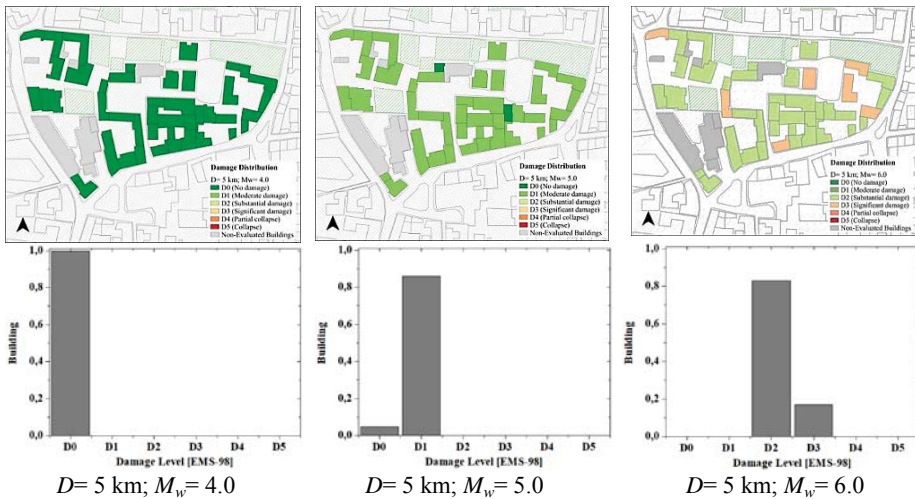 Damage Distribution
D= 5 km; Mw= 4.0
D0 (No damage)
D1 (Moderate damage)
D2 (Substantial damage)
D3 (Significant damage)
D4 (Partial collapse)
D5 (Collapse)
Non-Evaluated Buildings
Damage Distribution
D= 5 km; Mw= 5.0
D0 (No damage)
D1 (Moderate damage)
D2 (Substantial damage)
D3 (Significant damage)
D4 (Partial collapse)
D5 (Collapse)
Non-Evaluated Buildings
Damage Distribution
D= 5 km; Mw= 6.0
D0 (No damage)
D1 (Moderate damage)
D2 (Substantial damage)
D3 (Significant damage)
D4 (Partial collapse)
D5 (Collapse)
Non-Evaluated Buildings
1,0
0,8
0,6
0,4
0,2
0,0
Building
D0 D1 D2 D3 D4 D5
Damage Level [EMS-98]
1,0
0,8
0,6
0,4
0,2
0,0
Building
D0 D1 D2 D3 D4 D5
Damage Level [EMS-98]
1,0
0,8
0,6
0,4
0,2
0,0
Building
D0 D1 D2 D3 D4 D5
Damage Level [EMS-98]
D= 5 km; Mw= 4.0
D= 5 km; Mw= 5.0
D= 5 km; Mw= 6.0